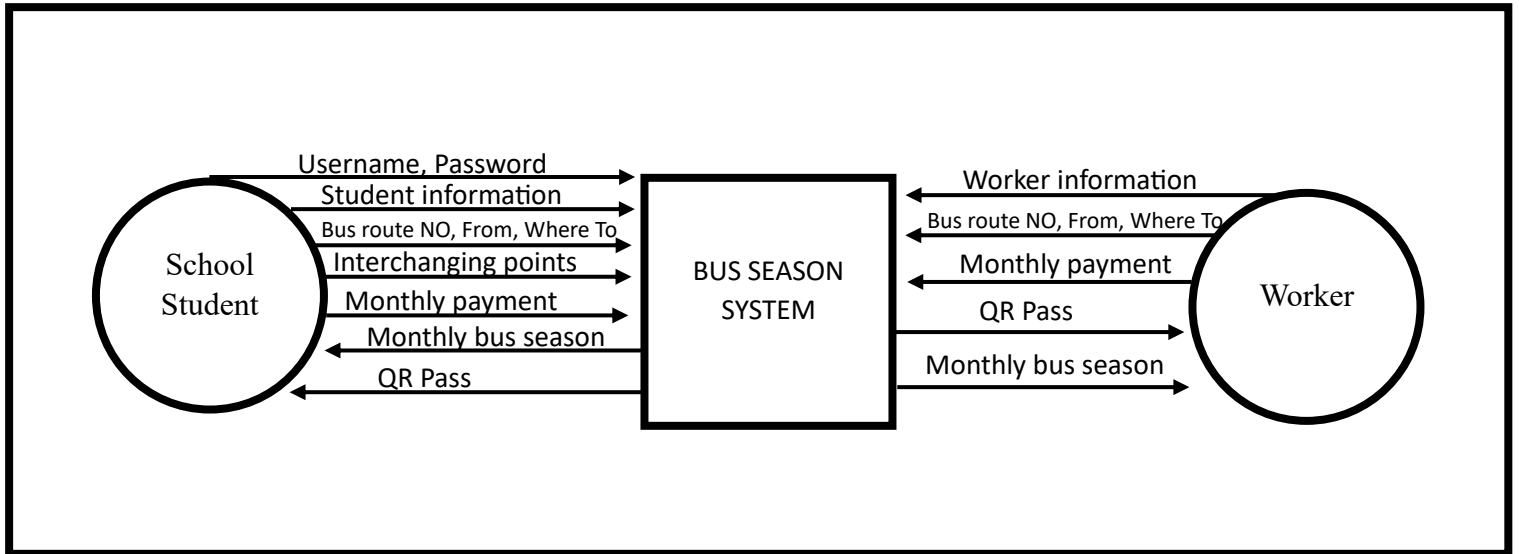 Username, Password
Student information
Bus route NO, From, Where To
Interchanging points
Monthly payment
Monthly bus season
QR Pass
School
Student
BUS SEASON
SYSTEM
Worker information
Bus route NO, From, Where To
Monthly payment
QR Pass
Monthly bus season
Worker